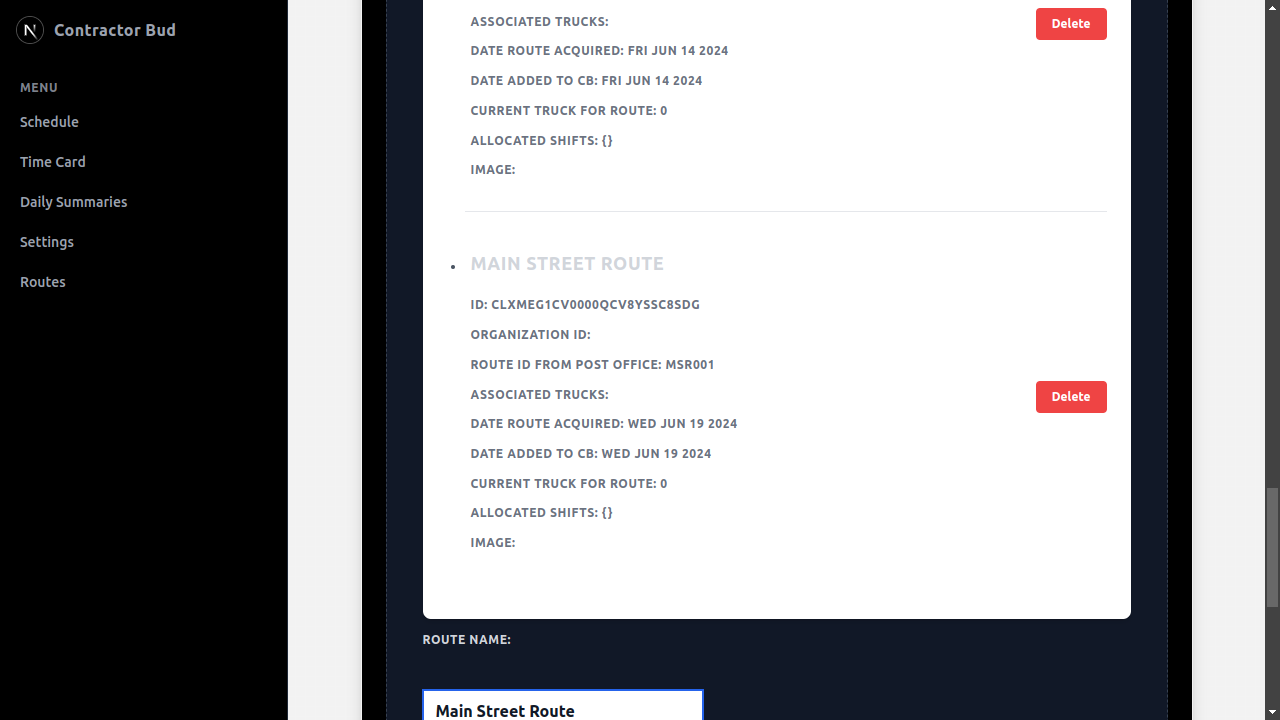 Contractor Bud
MENU
Schedule
Time Card
Daily Summaries
Settings
Routes
ASSOCIATED TRUCKS:
Delete
DATE ROUTE ACQUIRED: FRI JUN 14 2024
DATE ADDED TO CB: FRI JUN 14 2024
CURRENT TRUCK FOR ROUTE: 0
ALLOCATED SHIFTS: {}
IMAGE:
MAIN STREET ROUTE
ID: CLXMEG1CV0000QCV8YSSC8SDG
ORGANIZATION ID:
ROUTE ID FROM POST OFFICE: MSR001
ASSOCIATED TRUCKS:
Delete
DATE ROUTE ACQUIRED: WED JUN 19 2024
DATE ADDED TO CB: WED JUN 19 2024
CURRENT TRUCK FOR ROUTE: 0
ALLOCATED SHIFTS: {}
IMAGE:
ROUTE NAME:
Main Street Route